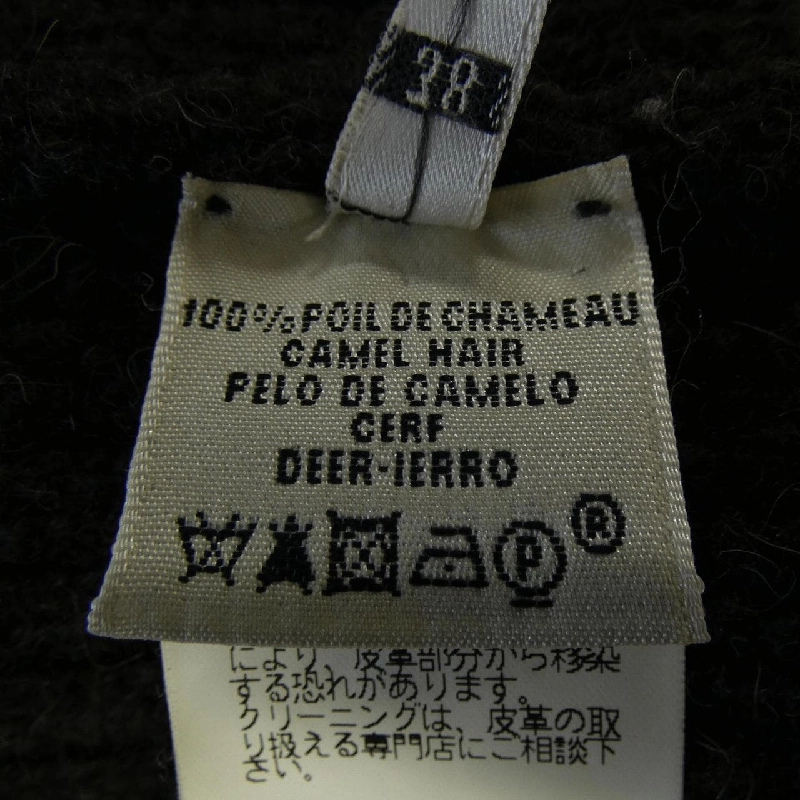 38
100% POIL DE CHAMEAU
CAMEL HAIR
PELO DE CAMELO
CERF
DEER-IERRO
P
®
により、皮革部分から移染
する恐れがあります。
クリーニングは、皮革の取
り扱える専門店にご相談下
さい。